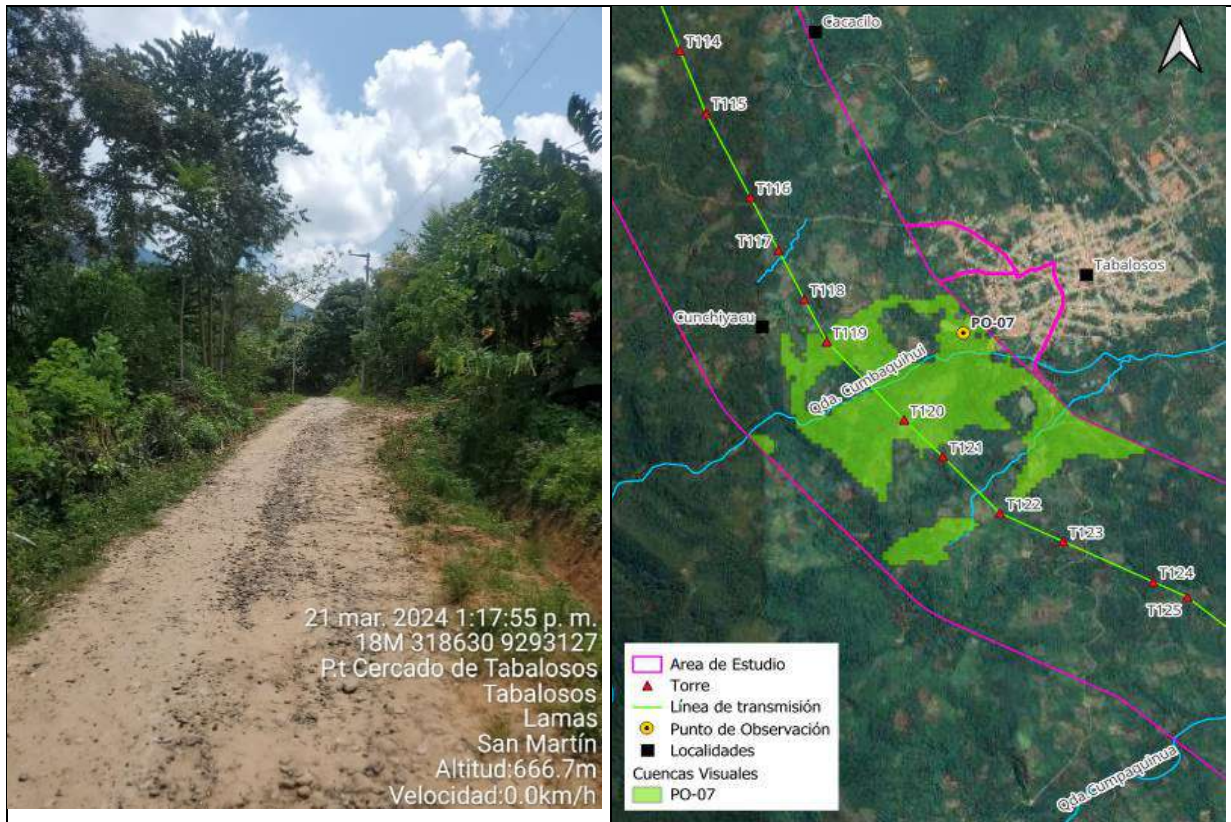 21 mar. 2024 1:17:55 p. m.
18M 318630 9293127
P.t Cercado de Tabalosos
Tabalosos
Lamas
San Martín
Altitud:666.7m
Velocidad:0.0km/h
Cacacilo
T114
T115
T116
T117
Tabalosos
T118
Cunchiyacu
PO-07
T119
Qda. Cumbaquihui
T120
T121
T122
T123
T124
T125
Area de Estudio
Torre
Línea de transmisión
Punto de Observación
Localidades
Cuencas Visuales
PO-07
Qda.Cumpaquinua